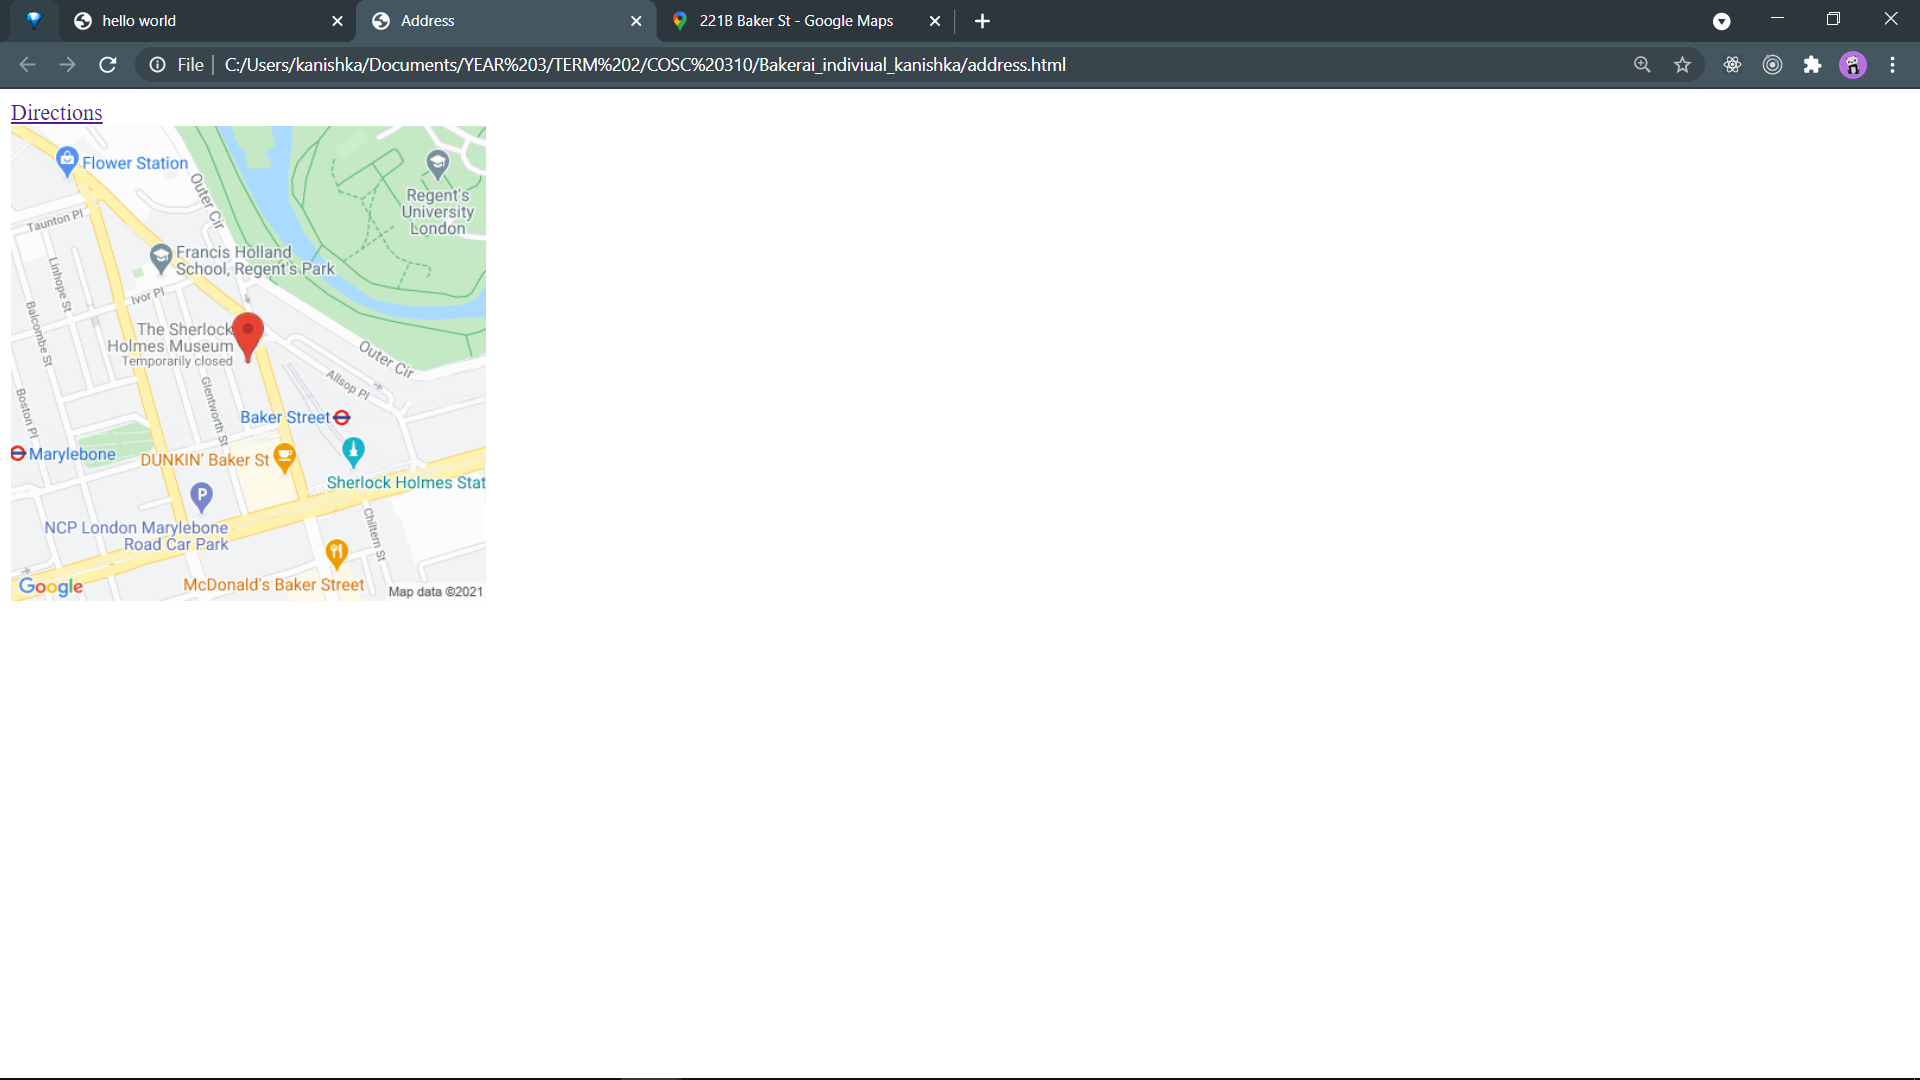 hello world
Address
221B Baker St - Google Maps
File
C:/Users/kanishka/Documents/YEAR%203/TERM%202/COSC%20310/Bakerai_indiviual_kanishka/address.html
Directions
Flower Station
Outer Cir
Regent's
University
London
Taunton Pl
Francis Holland
School, Regent's Park
Linhope St
Ivor Pl
Balcombe St
The Sherlock
Holmes Museum
Temporarily closed
Outer Cir
Allsop Pl
Glentworth St
Boston Pl
Baker Street
Marylebone
DUNKIN' Baker St
Sherlock Holmes Stat
P
NCP London Marylebone
Road Car Park
Chiltern St
McDonald's Baker Street
Google
Map data ©2021